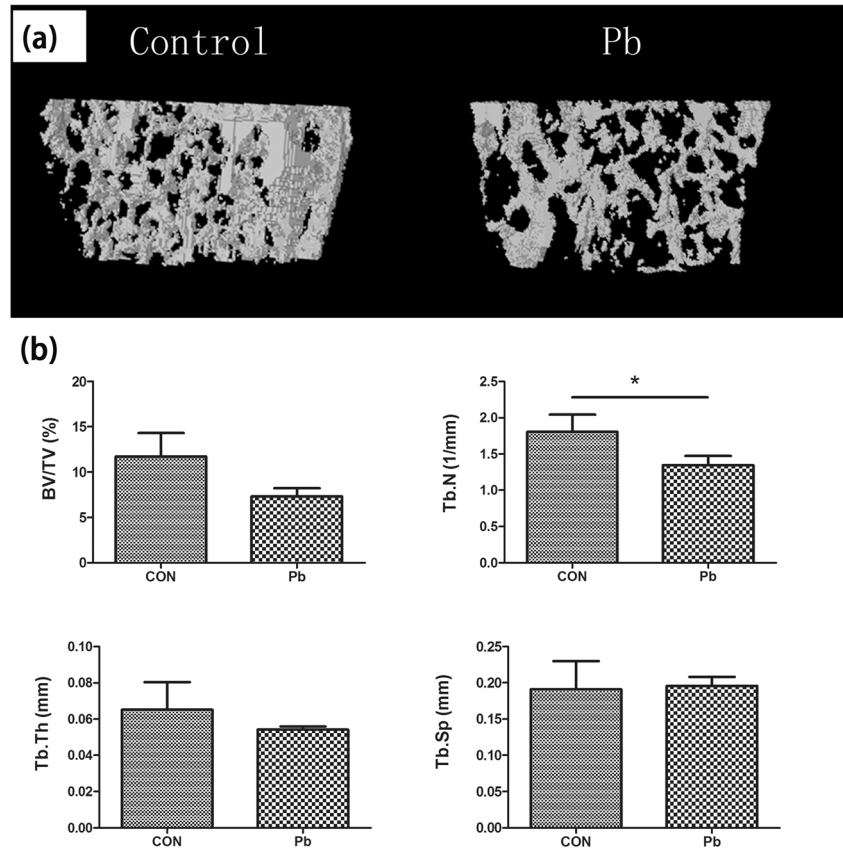 (a)
Control
Pb
(b)
BV/TV (%)
20
15
10
5
0
CON
Pb
Tb.N (1/mm)
2.5
2.0
1.5
1.0
0.5
0.0
*
CON
Pb
Tb.Th (mm)
0.10
0.08
0.06
0.04
0.02
0.00
CON
Pb
Tb.Sp (mm)
0.25
0.20
0.15
0.10
0.05
0.00
CON
Pb